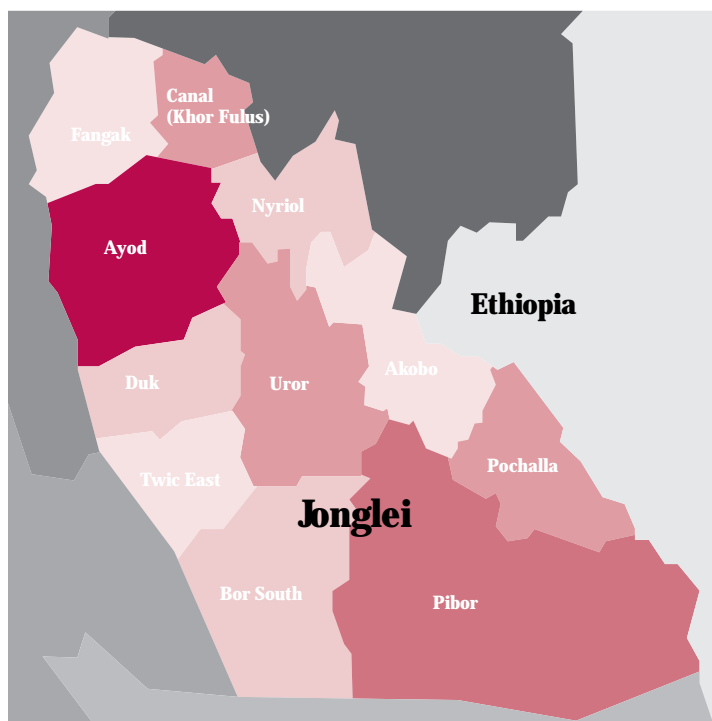 Canal
(Khor Fulus)
Fangak
Nyriol
Ayod
Ethiopia
Akobo
Duk
Uror
Pochalla
Twic East
Jonglei
Bor South
Pibor